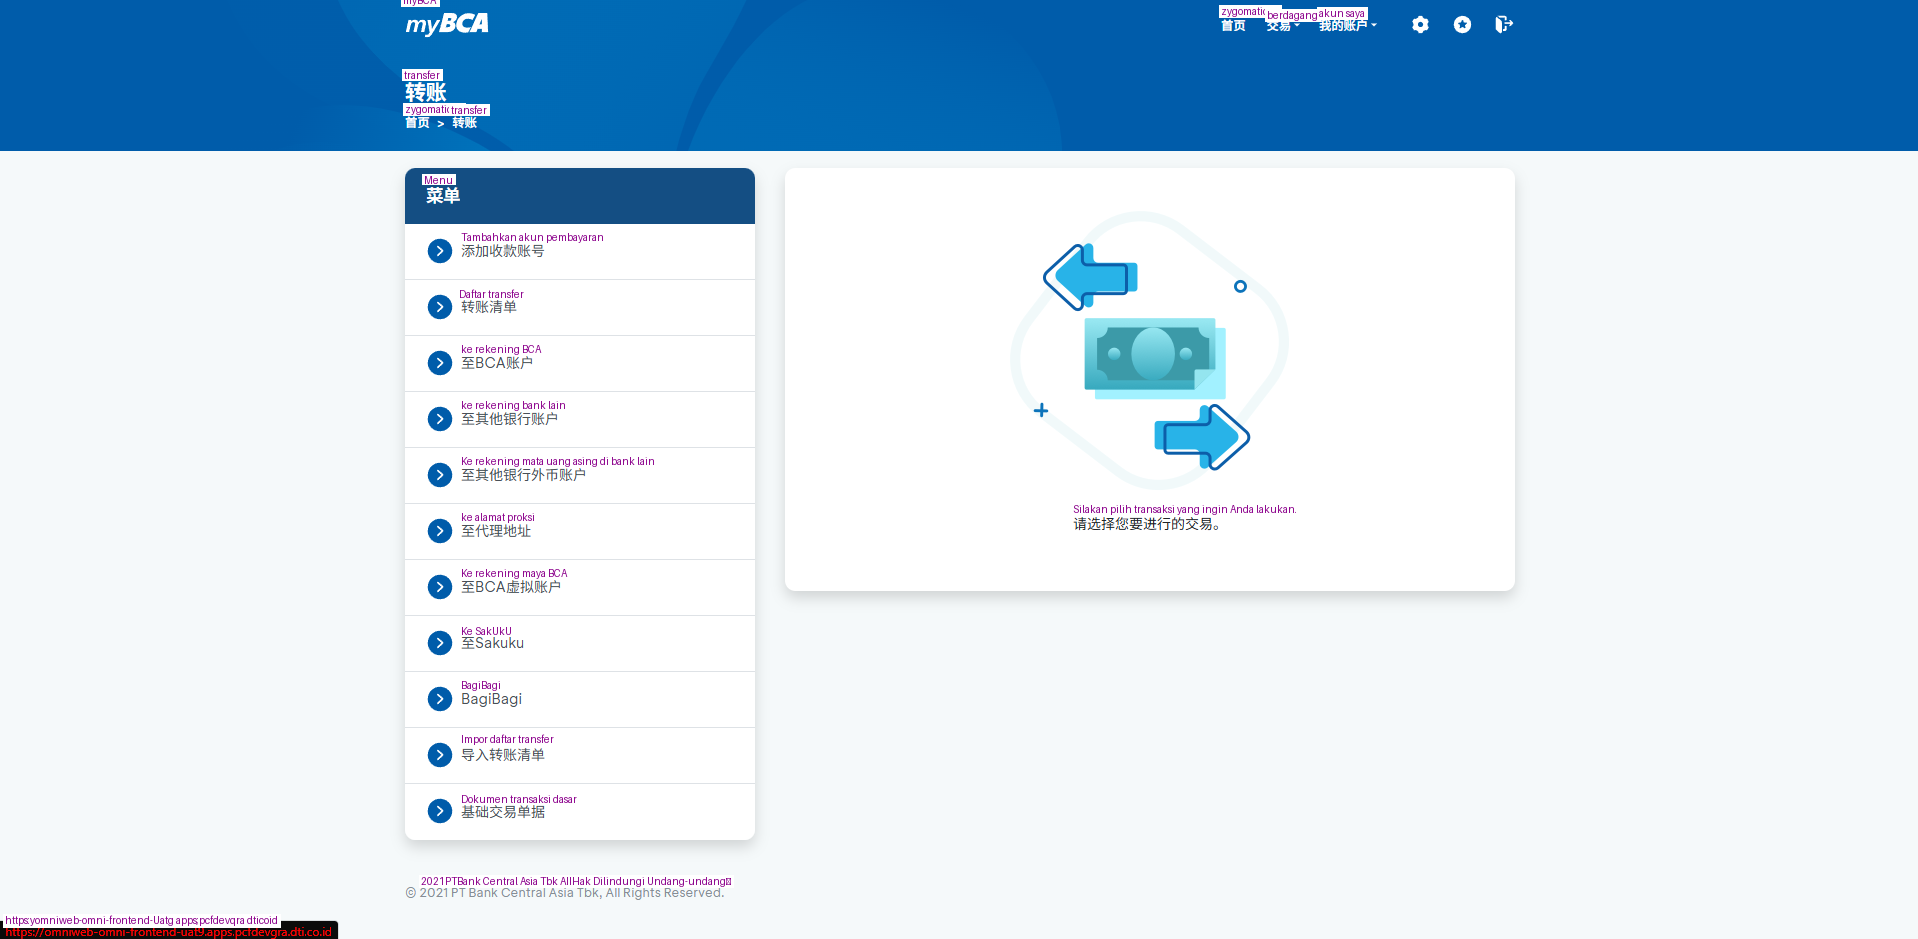 myBCA
myBCA
zygomatic
berdagang
akun saya
首页
交易
我的账户
transfer
转账
zygomatic
transfer
首页 > 转账
Menu
菜单
Tambahkan akun pembayaran
添加收款账号
Daftar transfer
转账清单
ke rekening BCA
至BCA账户
ke rekening bank lain
至其他银行账户
Ke rekening mata uang asing di bank lain
至其他银行外币账户
ke alamat proksi
至代理地址
Ke rekening maya BCA
至BCA虚拟账户
Ke SakUkU
至Sakuku
BagiBagi
BagiBagi
Impor daftar transfer
导入转账清单
Dokumen transaksi dasar
基础交易单据
Silakan pilih transaksi yang ingin Anda lakukan.
请选择您要进行的交易。
2021PTBank Central Asia Tbk AllHak Dilindungi Undang-undang
© 2021 PT Bank Central Asia Tbk, All Rights Reserved.
https:yomniweb-omni-frontend-Uatg apps;pcfdevgra dticoid
https://omniweb-omni-frontend-uat9.apps.pcfdevgra.dti.co.id